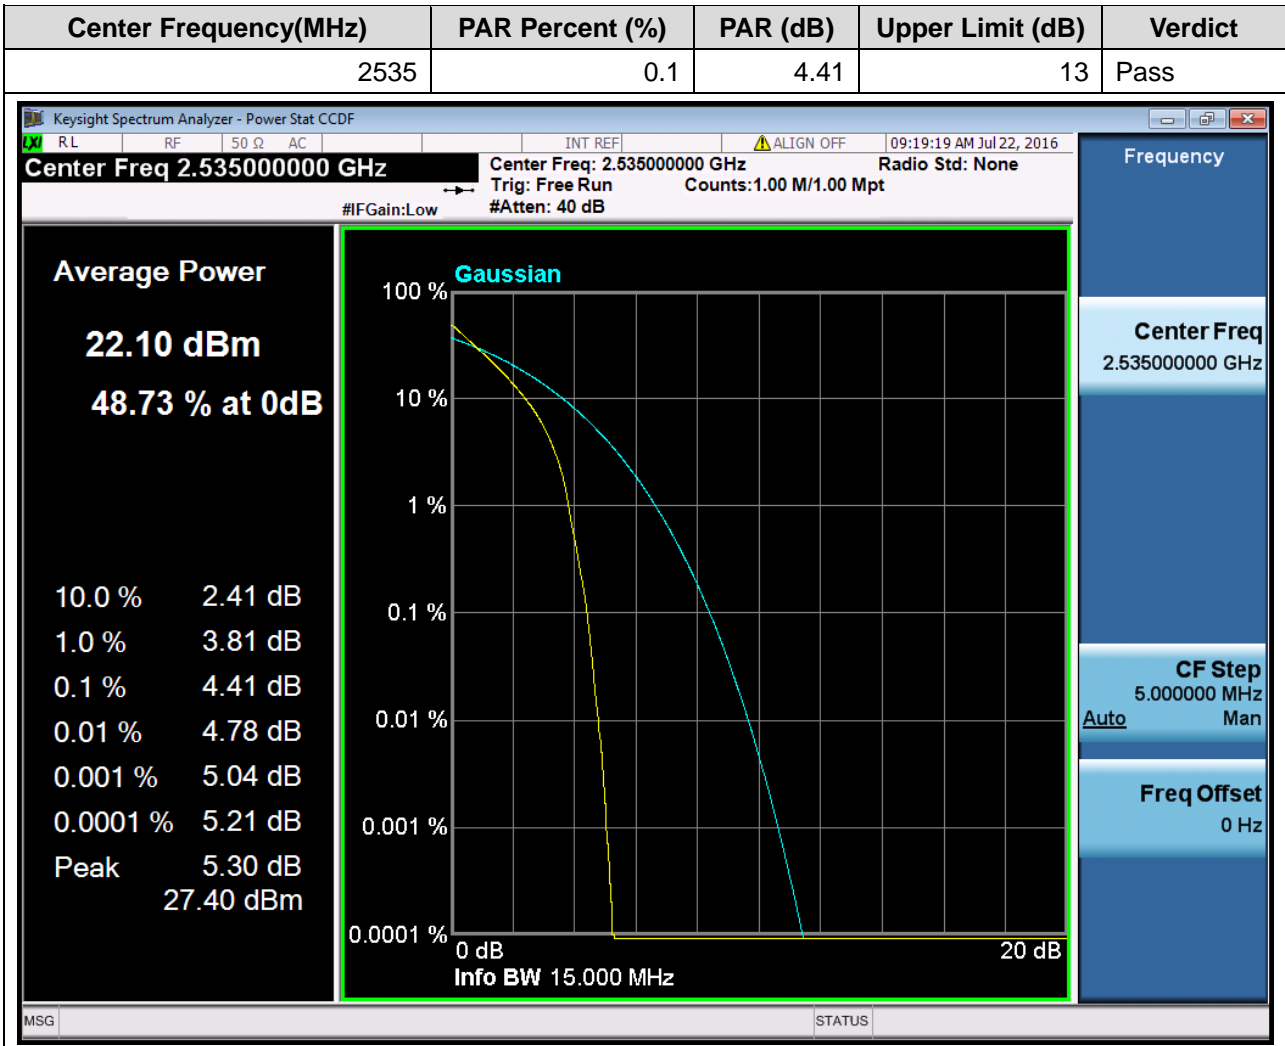 Center Frequency(MHz) PAR Percent (%) PAR (dB) Upper Limit (dB) Verdict
2535 0.1 4.41 13 Pass
Keysight Spectrum Analyzer - Power Stat CCDF
LXI RL RF 50 Ω AC INT REF ALIGN OFF 09:19:19 AM Jul 22, 2016
Center Freq 2.535000000 GHz
Center Freq: 2.535000000 GHz Radio Std: None
Trig: Free Run Counts:1.00 M/1.00 Mpt
#IFGain:Low #Atten: 40 dB
Average Power
22.10 dBm
48.73 % at 0dB
10.0 % 2.41 dB
1.0 % 3.81 dB
0.1 % 4.41 dB
0.01 % 4.78 dB
0.001 % 5.04 dB
0.0001 % 5.21 dB
Peak 5.30 dB
27.40 dBm
Gaussian
100 %
10 %
1 %
0.1 %
0.01 %
0.001 %
0.0001 %
0 dB 20 dB
Info BW 15.000 MHz
Frequency
Center Freq
2.535000000 GHz
CF Step
5.000000 MHz
Auto Man
Freq Offset
0 Hz
MSG STATUS